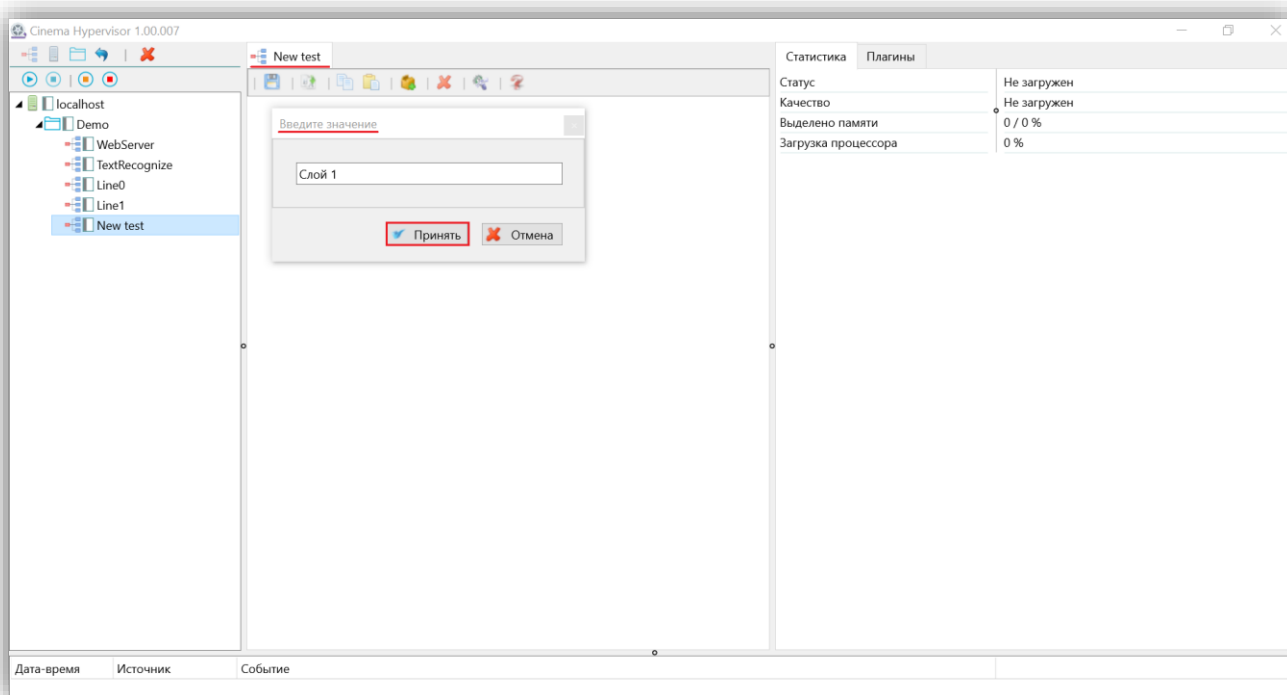 Cinema Hypervisor 1.00.007
New test
Статистика Плагины
localhost
Demo
WebServer
TextRecognize
Line0
Line1
New test
Введите значение
Слой 1
Принять Отмена
Статус Не загружен
Качество Не загружен
Выделено памяти 0 / 0 %
Загрузка процессора 0 %
Дата-время Источник Событие